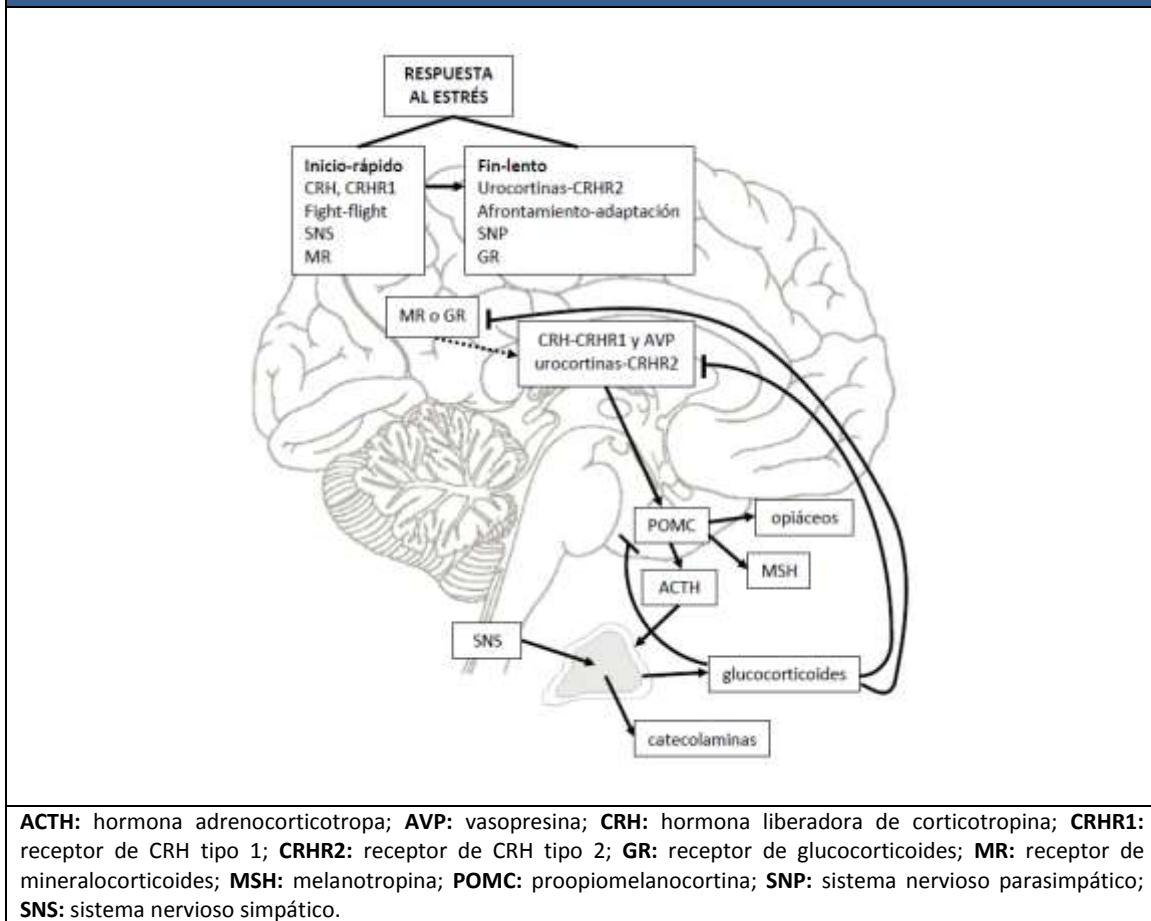 RESPUESTA
AL ESTRÉS
Inicio-rápido
CRH, CRHR1
Fight-flight
SNS
MR
Fin-lento
Urocortinas-CRHR2
Afrontamiento-adaptación
SNP
GR
MR o GR
CRH-CRHR1 y AVP
urocortinas-CRHR2
POMC
opiáceos
MSH
ACTH
SNS
glucocorticoides
catecolaminas
ACTH: hormona adrenocorticotropa; AVP: vasopresina; CRH: hormona liberadora de corticotropina; CRHR1:
receptor de CRH tipo 1; CRHR2: receptor de CRH tipo 2; GR: receptor de glucocorticoides; MR: receptor de
mineralocorticoides; MSH: melanotropina; POMC: proopiomelanocortina; SNP: sistema nervioso parasimpático;
SNS: sistema nervioso simpático.